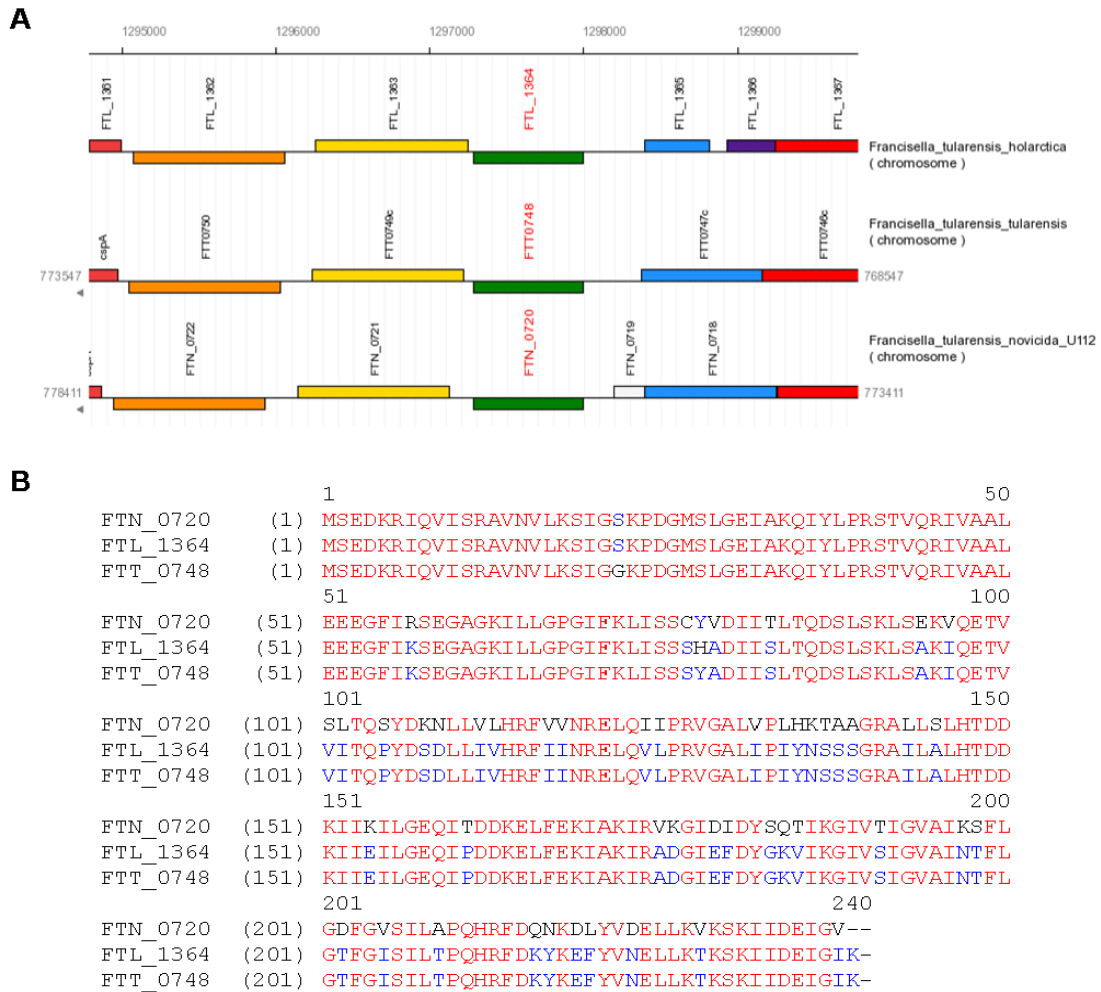 A
1295000 1296000 1297000 1298000 1299000
FTL_1361 FTL_1362 FTL_1363 FTL_1364 FTL_1365 FTL_1366 FTL_1367
Francisella_tularensis_holarctica
( chromosome )
cspA FTT0750 FTT0749c FTT0748 FTT0747c FTT0746c
Francisella_tularensis_tularensis
( chromosome )
773547 768547
FTN_0722 FTN_0721 FTN_0720 FTN_0719 FTN_0718
Francisella_tularensis_novicida_U112
( chromosome )
778411 773411
B
1 50
FTN_0720 (1) MSEDKRIQVISRAVNVLKSIGSKPDGMSLGEIAKQIYLPRSTVQRIVAAL
FTL_1364 (1) MSEDKRIQVISRAVNVLKSIGSKPDGMSLGEIAKQIYLPRSTVQRIVAAL
FTT_0748 (1) MSEDKRIQVISRAVNVLKSIGGKPDGMSLGEIAKQIYLPRSTVQRIVAAL
51 100
FTN_0720 (51) EEEGFIRSEGAGKILLGPGIFKLISSCYVDIITLTQDSLSKLSEKVQETV
FTL_1364 (51) EEEGFIKSEGAGKILLGPGIFKLISSSHADIISLTQDSLSKLSAKIQETV
FTT_0748 (51) EEEGFIKSEGAGKILLGPGIFKLISSSYADIISLTQDSLSKLSAKIQETV
101 150
FTN_0720 (101) SLTQSYDKNLLVLHRFVVNRELQIIPRVGALVPLHKTAAGRALLSLHTDD
FTL_1364 (101) VITQPYDSDLLIVHRFIINRELQVLPRVGALIPIYNSSSGRAILALHTDD
FTT_0748 (101) VITQPYDSDLLIVHRFIINRELQVLPRVGALIPIYNSSSGRAILALHTDD
151 200
FTN_0720 (151) KIIKILGEQITDDKELFEKIAKIRVKGIDIDYSQTIKGIVTIGVAIKSFL
FTL_1364 (151) KIIEILGEQIPDDKELFEKIAKIRADGIEFDYGKVIKGIVSIGVAINTFL
FTT_0748 (151) KIIEILGEQIPDDKELFEKIAKIRADGIEFDYGKVIKGIVSIGVAINTFL
201 240
FTN_0720 (201) GDFGVSILAPQHRFDQNKDLYVDELLKVKSKIIDEIGV--
FTL_1364 (201) GTFGISILTPQHRFDKYKEFYVNELLKTKSKIIDEIGIK-
FTT_0748 (201) GTFGISILTPQHRFDKYKEFYVNELLKTKSKIIDEIGIK-